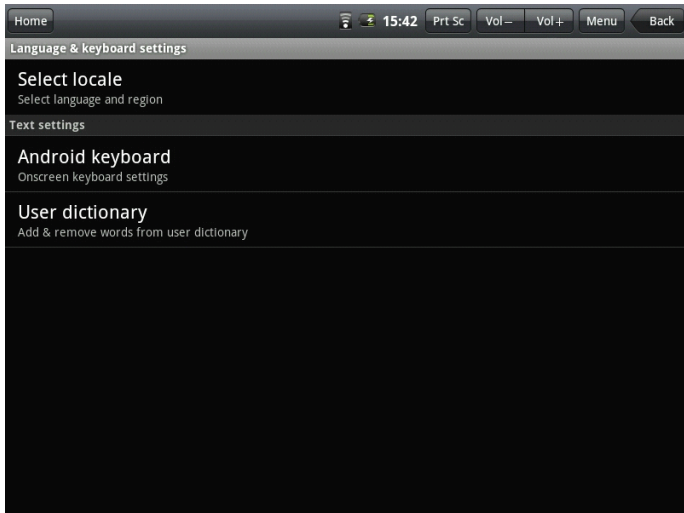 Home 15:42 Prt Sc Vol− Vol+ Menu Back
Language & keyboard settings
Select locale
Select language and region
Text settings
Android keyboard
Onscreen keyboard settings
User dictionary
Add & remove words from user dictionary